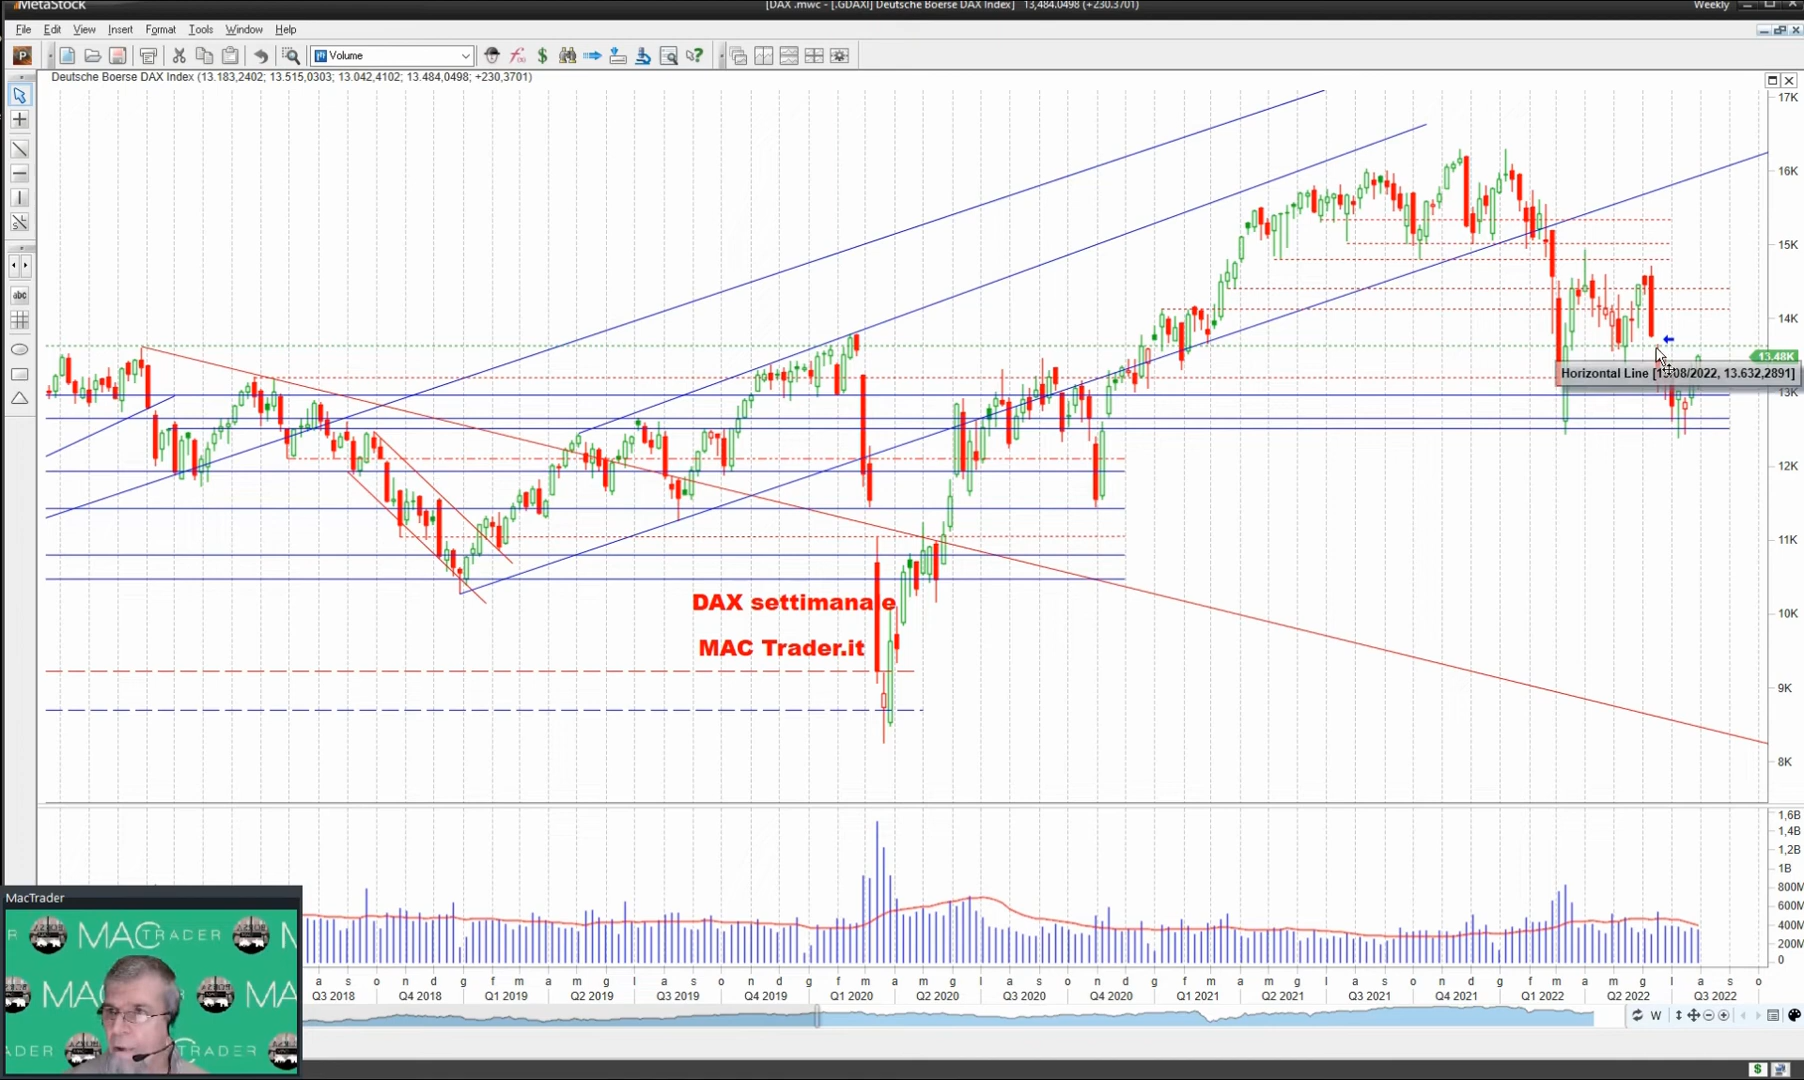 MetaStock
[DAX .mwc - [.GDAXI] Deutsche Boerse DAX Index] 13,484.0498 (+230.3701)
Weekly
File Edit View Insert Format Tools Window Help
Volume
Deutsche Boerse DAX Index (13.183,2402; 13.515,0303; 13.042,4102; 13.484,0498; +230,3701)
abc
17K
16K
15K
14K
13.48K
Horizontal Line [1 08/2022, 13.632,2891]
13K
12K
11K
10K
9K
8K
DAX settimanale
MAC Trader.it
1,6B
1,4B
1,2B
1B
800M
600M
400M
200M
0
MacTrader
MAC TRADER
a s o n d g f m a m g l a s o n d g f m a m g l a s o n d g f m a m g l a s o n d g f m a m g l a s o
Q3 2018 Q4 2018 Q1 2019 Q2 2019 Q3 2019 Q4 2019 Q1 2020 Q2 2020 Q3 2020 Q4 2020 Q1 2021 Q2 2021 Q3 2021 Q4 2021 Q1 2022 Q2 2022 Q3 2022
W